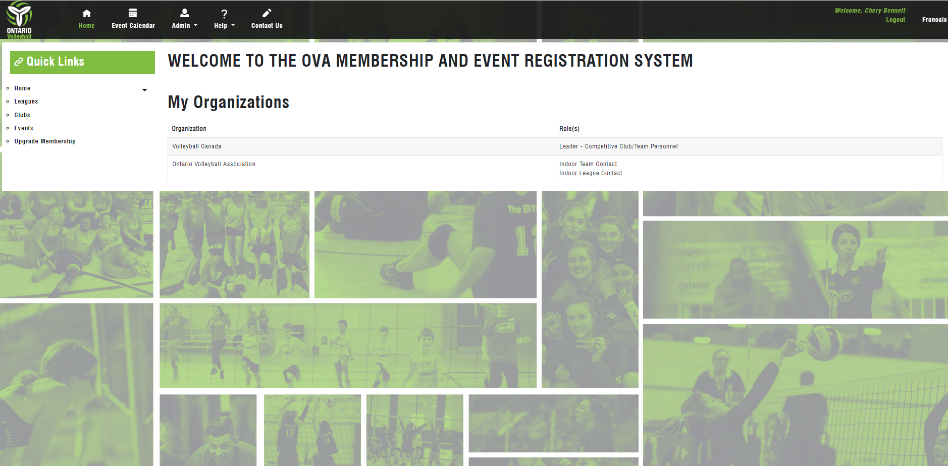 ONTARIO
Volleyball
Home
Event Calendar
Admin
Help
Contact Us
Welcome, Chery Bennell
Logout
Francais
Quick Links
Home
Leagues
Clubs
Events
Upgrade Membership
WELCOME TO THE OVA MEMBERSHIP AND EVENT REGISTRATION SYSTEM
My Organizations
Organization Role(s)
Volleyball Canada Leader - Competitive Club/Team Personnel
Ontario Volleyball Association Indoor Team Contact
Indoor League Contact